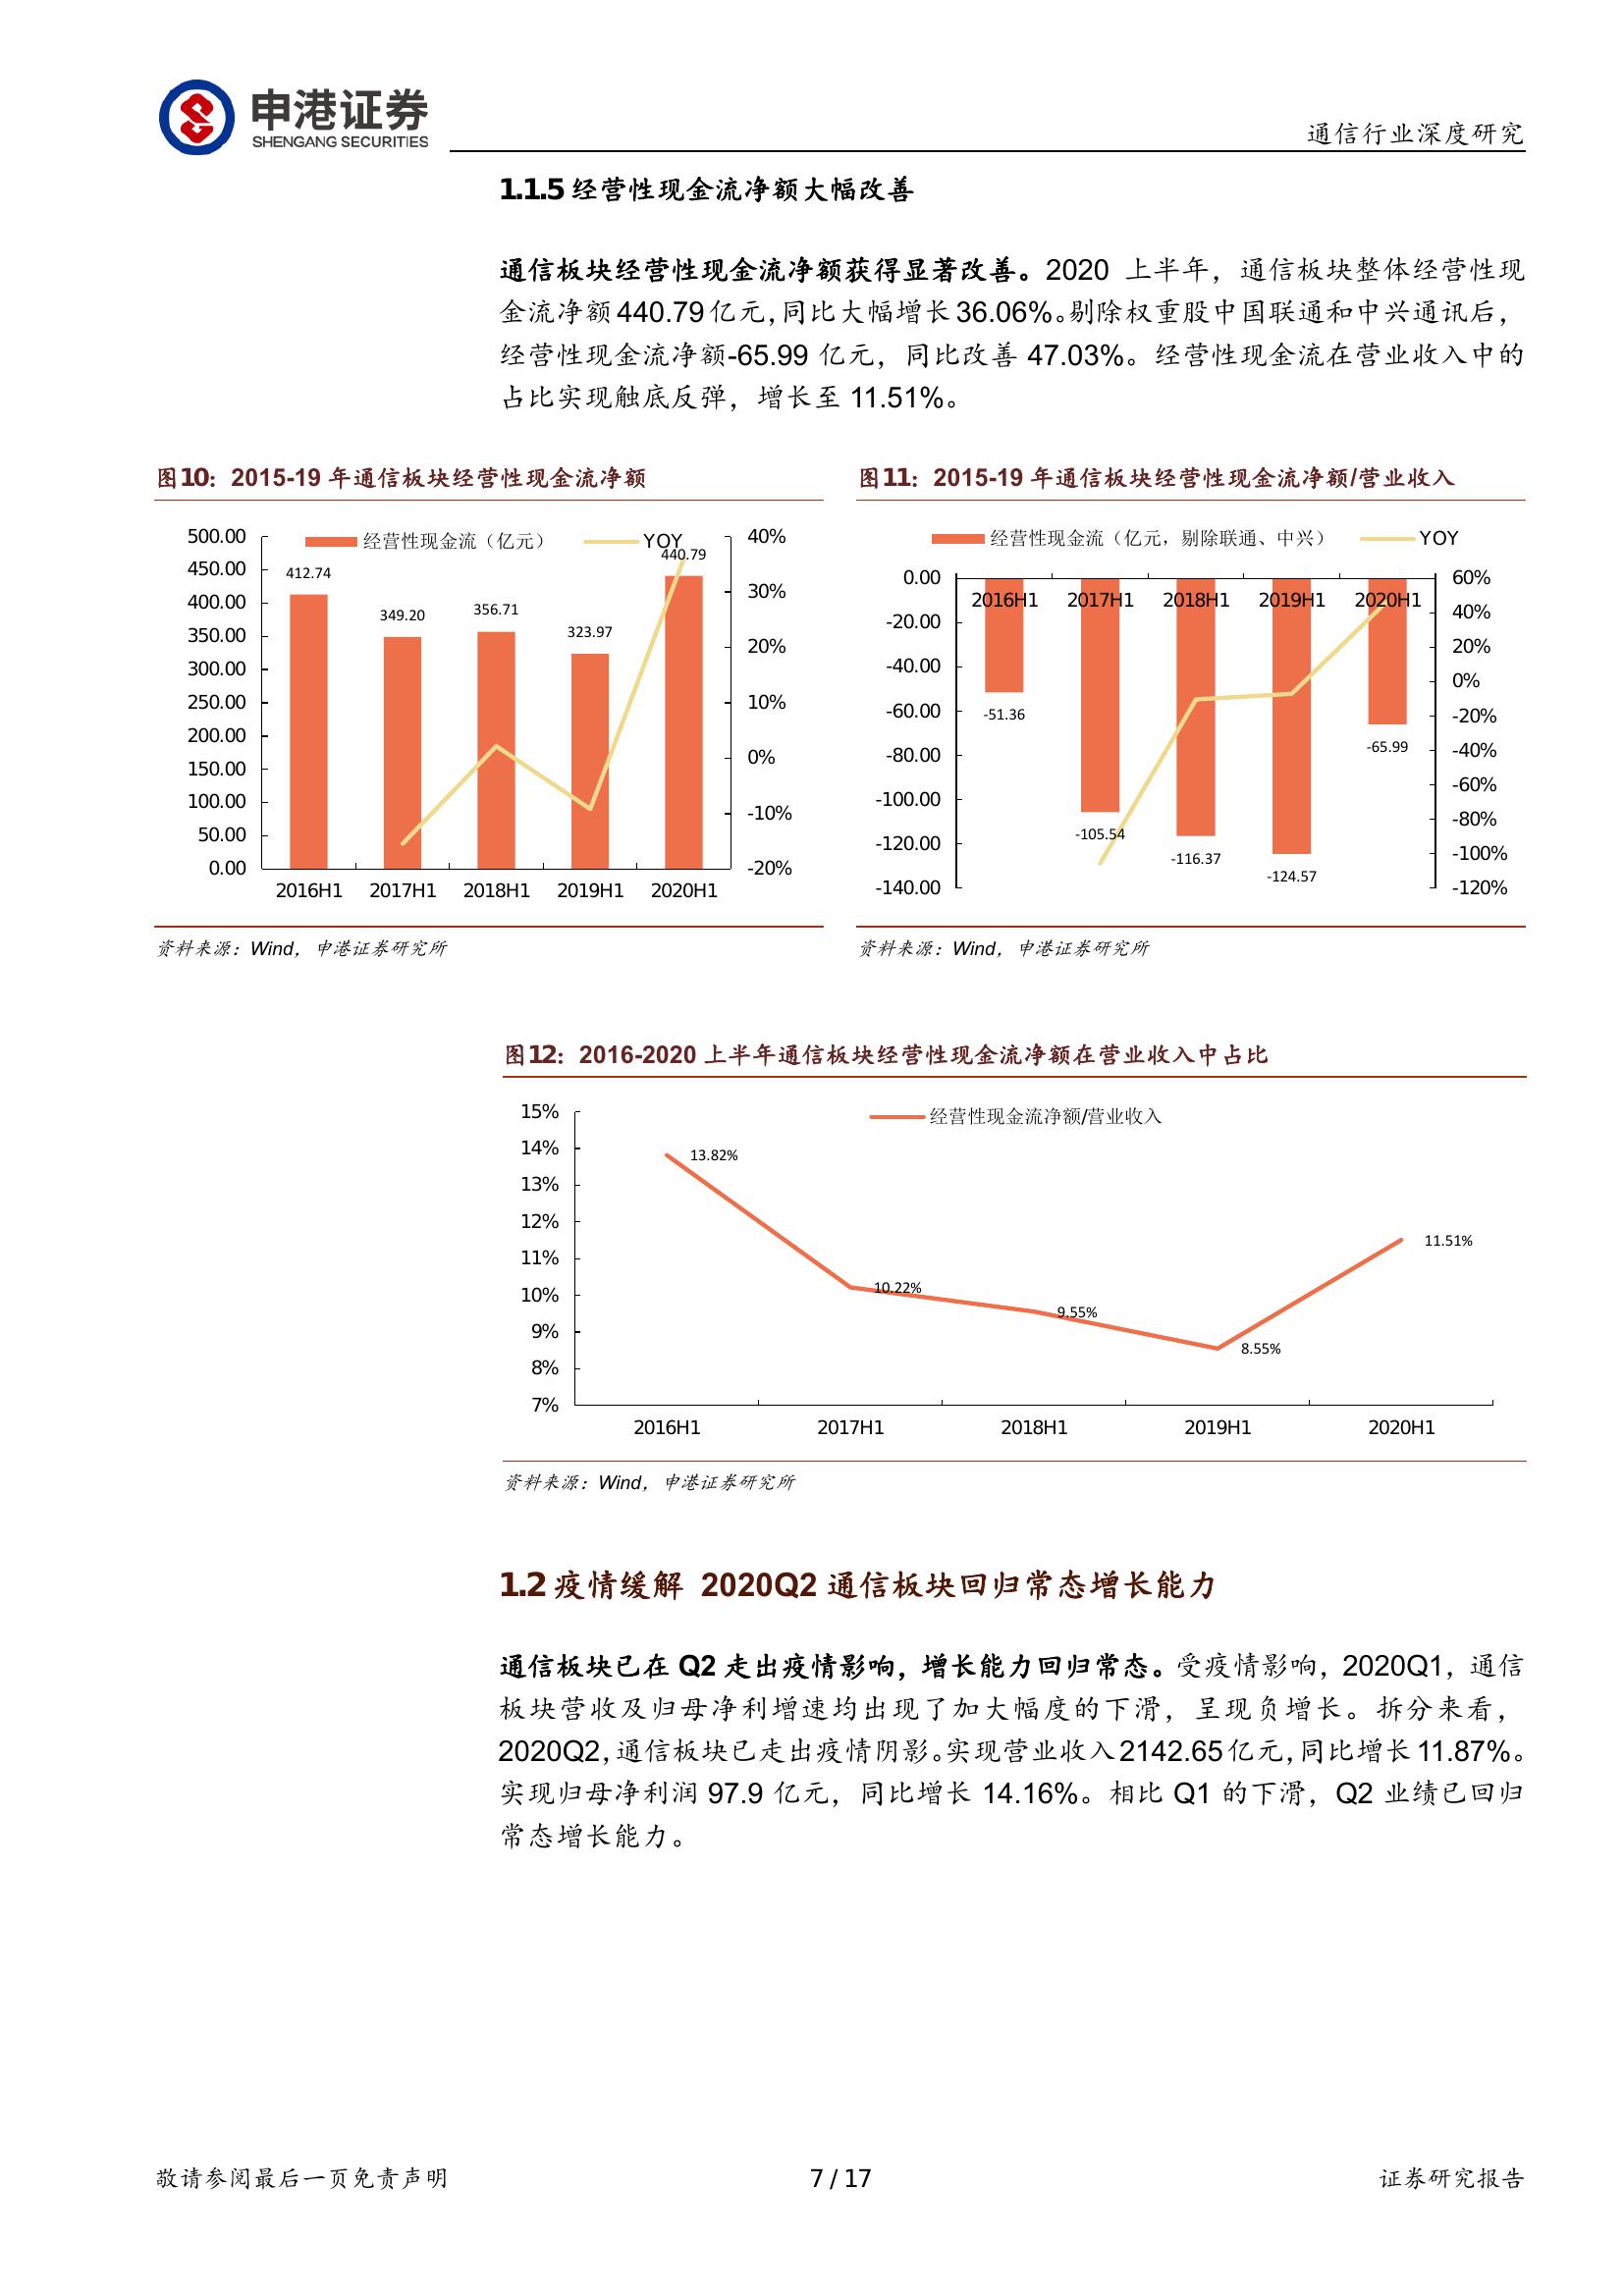 申港证券
SHENGANG SECURITIES
通信行业深度研究
1.1.5 经营性现金流净额大幅改善
通信板块经营性现金流净额获得显著改善。2020 上半年，通信板块整体经营性现
金流净额 440.79 亿元，同比大幅增长 36.06%。剔除权重股中国联通和中兴通讯后，
经营性现金流净额-65.99 亿元，同比改善 47.03%。经营性现金流在营业收入中的
占比实现触底反弹，增长至 11.51%。
图10：2015-19 年通信板块经营性现金流净额
经营性现金流（亿元）
YOY
500.00
450.00
400.00
350.00
300.00
250.00
200.00
150.00
100.00
50.00
0.00
412.74
349.20
356.71
323.97
440.79
40%
30%
20%
10%
0%
-10%
-20%
2016H1 2017H1 2018H1 2019H1 2020H1
资料来源：Wind，申港证券研究所
图11：2015-19 年通信板块经营性现金流净额/营业收入
经营性现金流（亿元，剔除联通、中兴）
YOY
0.00
-20.00
-40.00
-60.00
-80.00
-100.00
-120.00
-140.00
2016H1 2017H1 2018H1 2019H1 2020H1
-51.36
-105.54
-116.37
-124.57
-65.99
60%
40%
20%
0%
-20%
-40%
-60%
-80%
-100%
-120%
资料来源：Wind，申港证券研究所
图12：2016-2020 上半年通信板块经营性现金流净额在营业收入中占比
经营性现金流净额/营业收入
15%
14%
13%
12%
11%
10%
9%
8%
7%
13.82%
10.22%
9.55%
8.55%
11.51%
2016H1 2017H1 2018H1 2019H1 2020H1
资料来源：Wind，申港证券研究所
1.2 疫情缓解 2020Q2 通信板块回归常态增长能力
通信板块已在 Q2 走出疫情影响，增长能力回归常态。受疫情影响，2020Q1，通信
板块营收及归母净利增速均出现了加大幅度的下滑，呈现负增长。拆分来看，
2020Q2，通信板块已走出疫情阴影。实现营业收入 2142.65 亿元，同比增长 11.87%。
实现归母净利润 97.9 亿元，同比增长 14.16%。相比 Q1 的下滑，Q2 业绩已回归
常态增长能力。
敬请参阅最后一页免责声明
7 / 17
证券研究报告